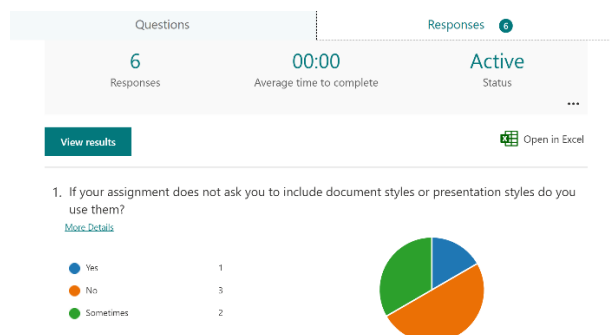 Questions
Responses 6
6 00:00 Active
Responses Average time to complete Status
View results
Open in Excel
1. If your assignment does not ask you to include document styles or presentation styles do you
use them?
More Details
Yes 1
No 3
Sometimes 2